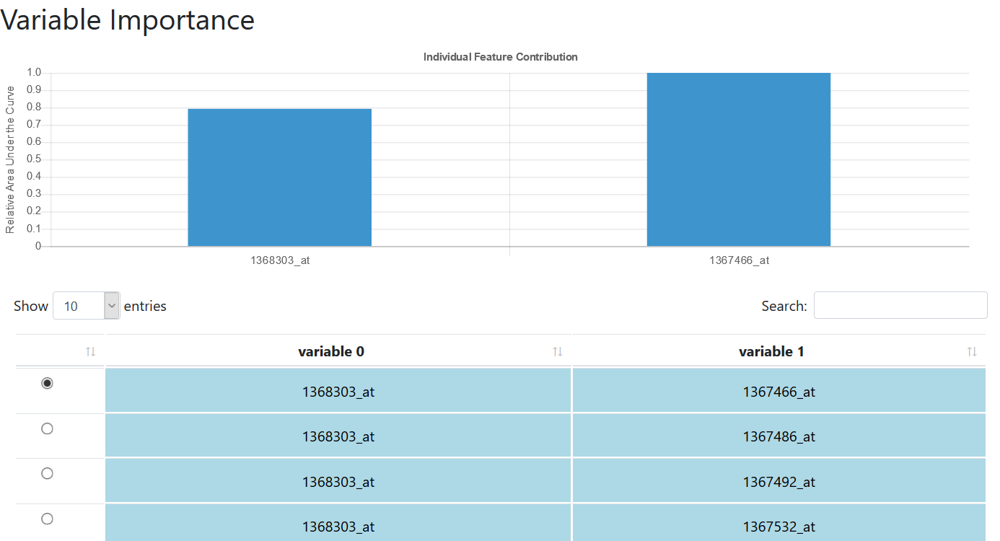 Variable Importance
Individual Feature Contribution
Relative Area Under the Curve
1.0
0.9
0.8
0.7
0.6
0.5
0.4
0.3
0.2
0.1
0
1368303_at 1367466_at
Show 10 entries Search:
variable 0 variable 1
1368303_at 1367466_at
1368303_at 1367486_at
1368303_at 1367492_at
1368303_at 1367532_at